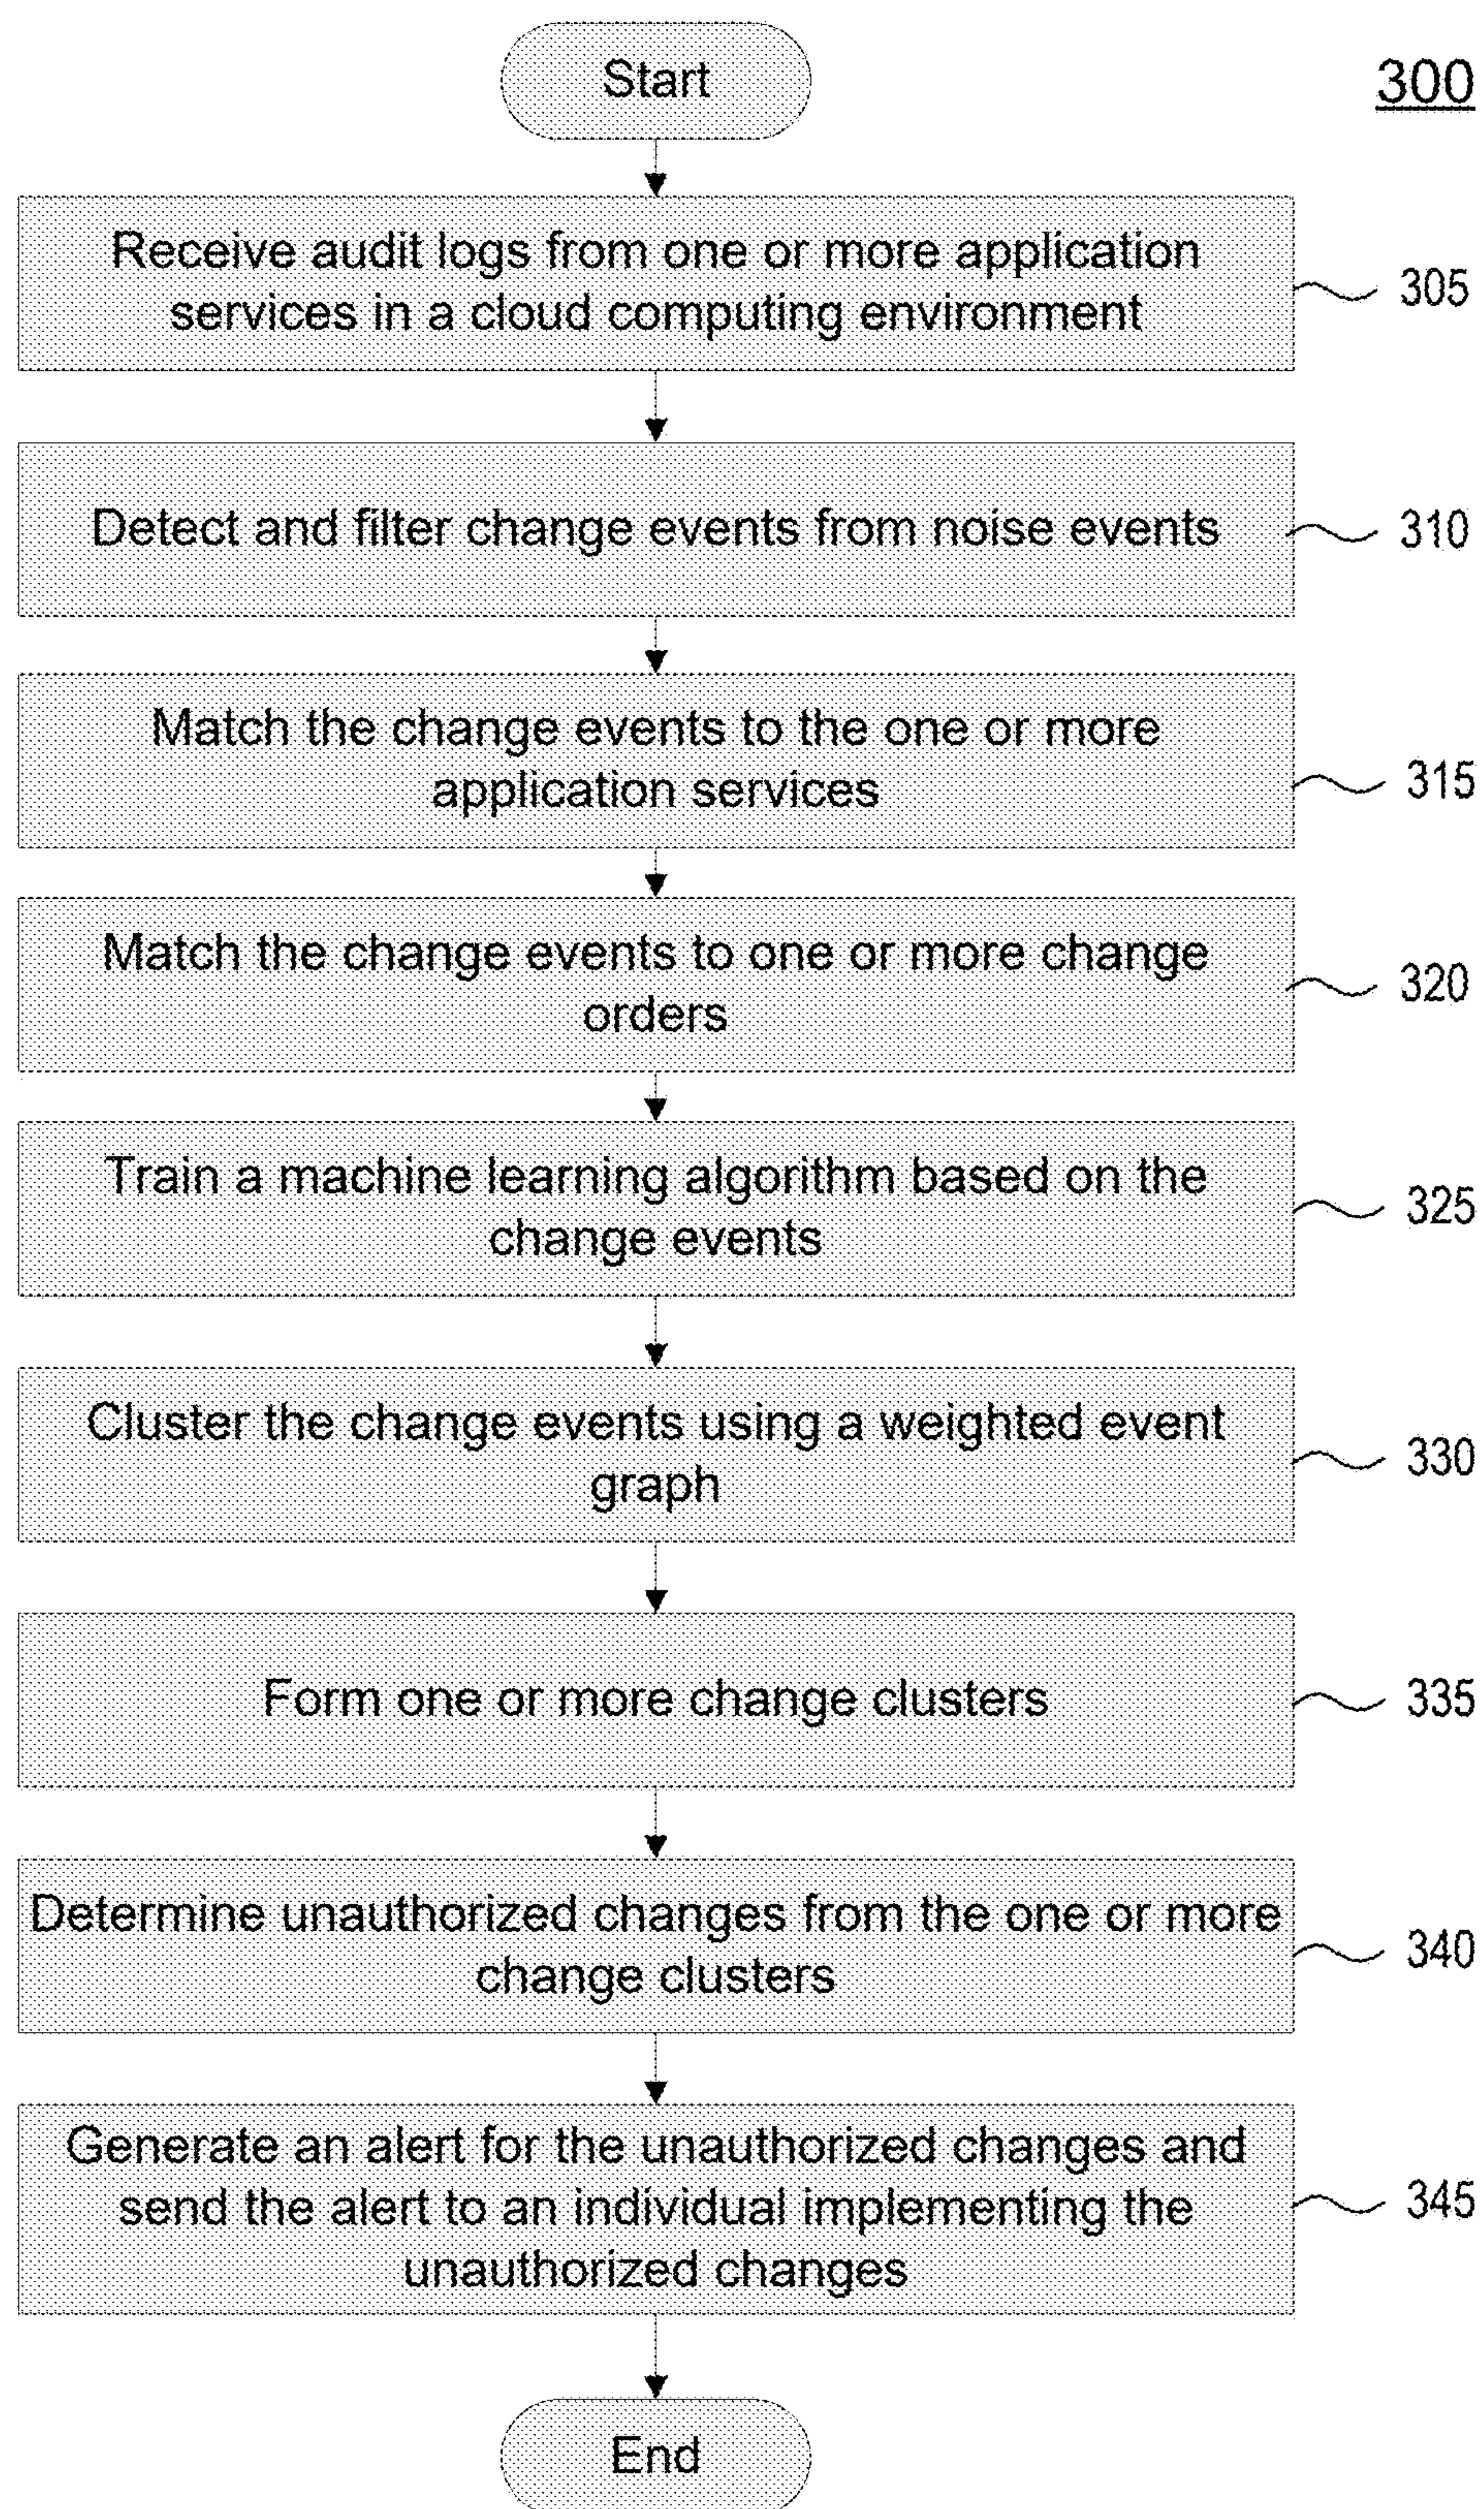 Start
300
Receive audit logs from one or more application
services in a cloud computing environment
305
Detect and filter change events from noise events
310
Match the change events to the one or more
application services
315
Match the change events to one or more change
orders
320
Train a machine learning algorithm based on the
change events
325
Cluster the change events using a weighted event
graph
330
Form one or more change clusters
335
Determine unauthorized changes from the one or more
change clusters
340
Generate an alert for the unauthorized changes and
send the alert to an individual implementing the
unauthorized changes
345
End